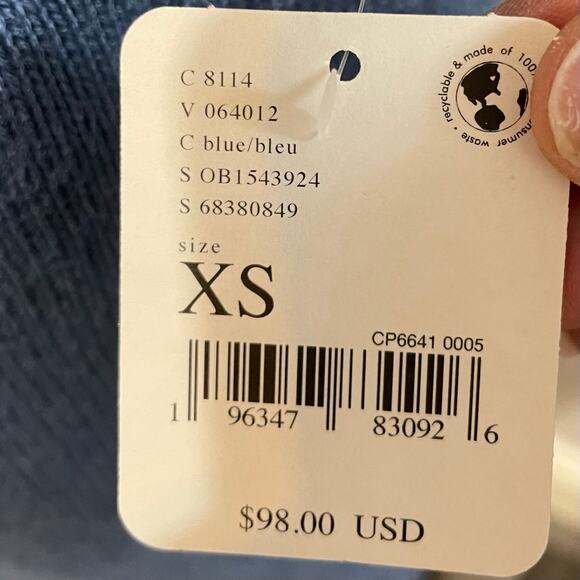 C 8114
V 064012
C blue/bleu
S OB1543924
S 68380849
size
XS
CP6641 0005
1 96347 83092 6
$98.00 USD
recyclable & made of 100% consumer waste